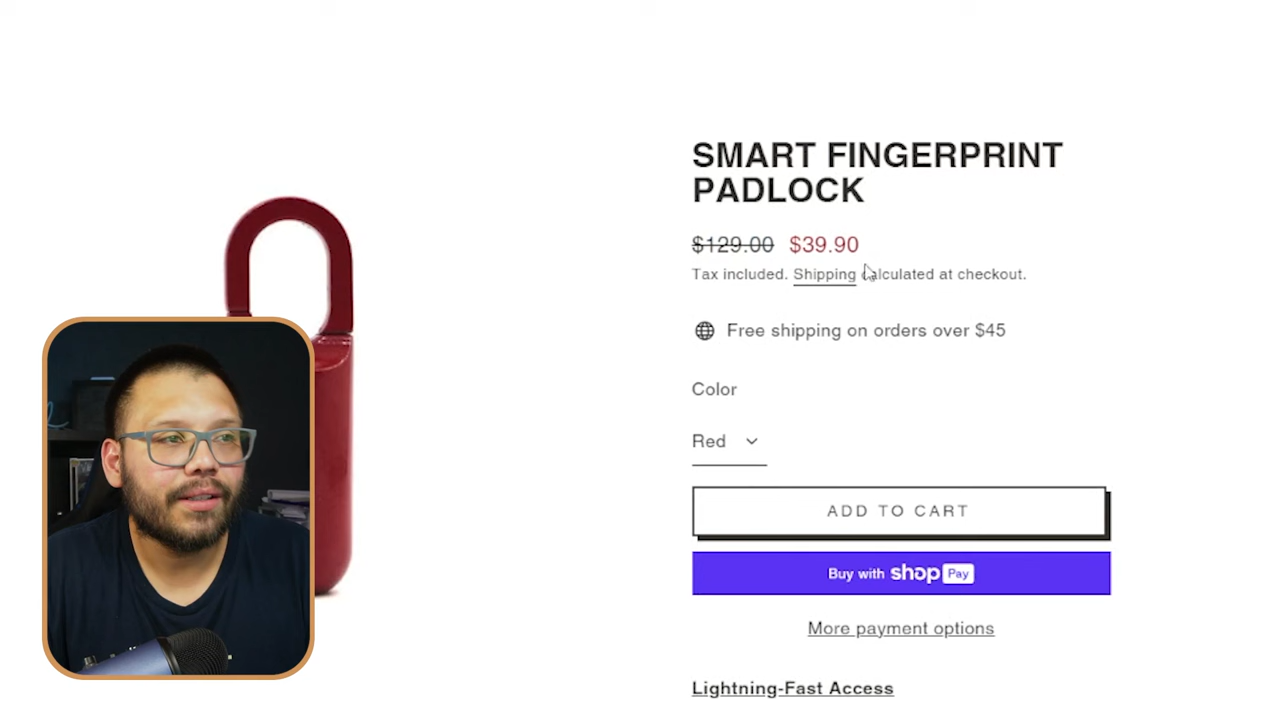 SMART FINGERPRINT
PADLOCK
$129.00 $39.90
Tax included. Shipping calculated at checkout.
Free shipping on orders over $45
Color
Red
ADD TO CART
Buy with shop Pay
More payment options
Lightning-Fast Access